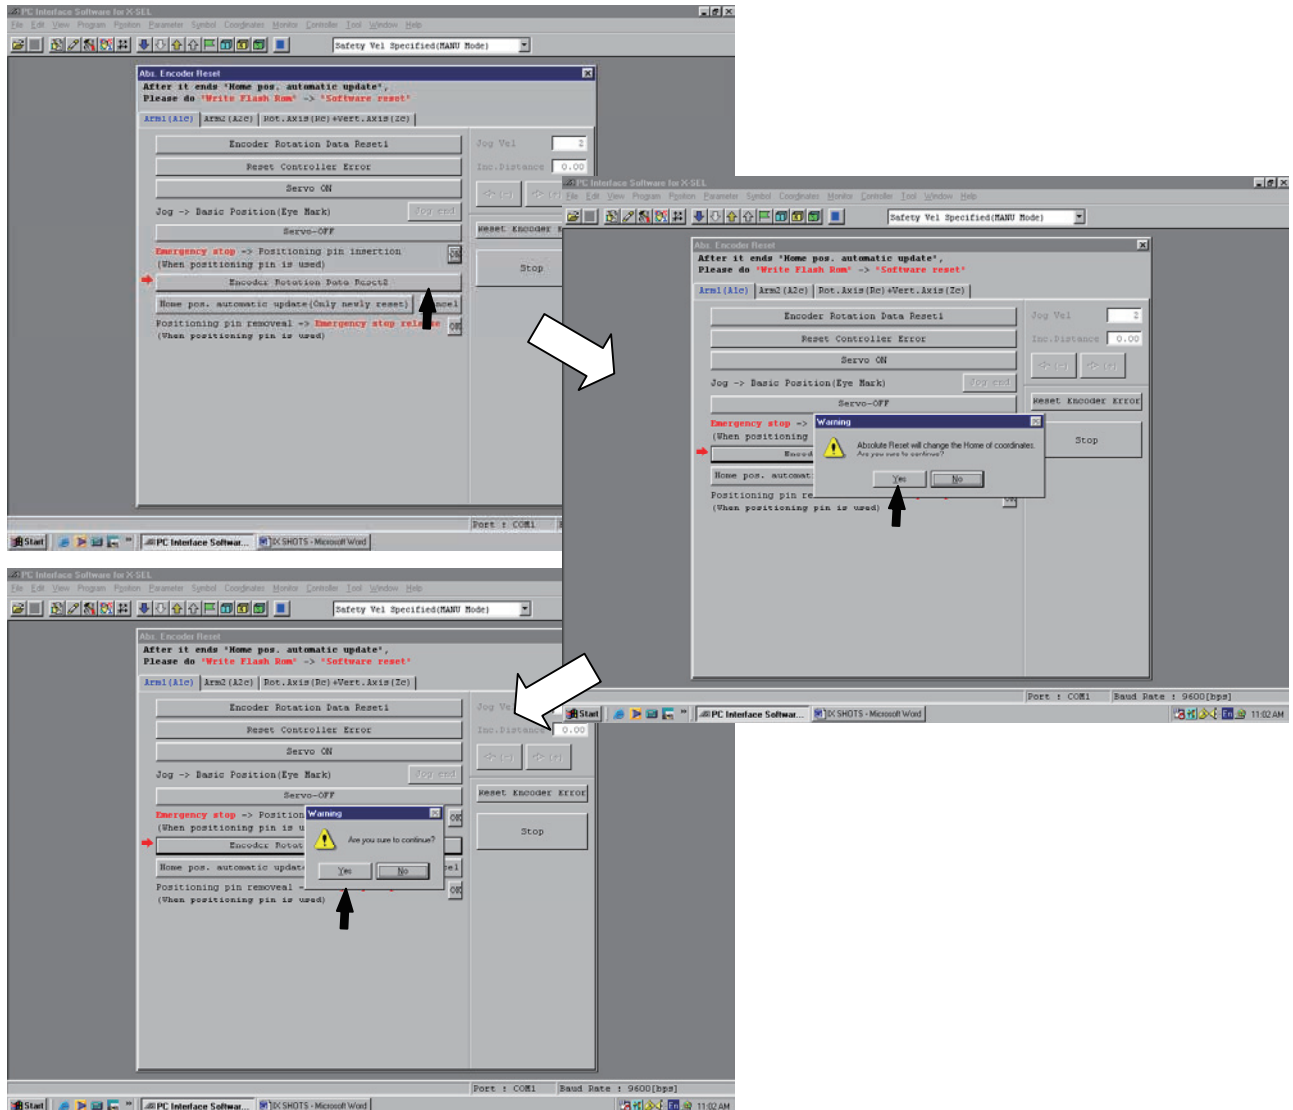 PC Interface Software for X-SEL
File Edit View Program Position Parameter Symbol Coordinates Monitor Controller Tool Window Help
Safety Vel Specified(MANU Mode)
Abs. Encoder Reset
After it ends "Home pos. automatic update",
Please do "Write Flash Rom" -> "Software reset"
Arm1(A1c) Arm2(A2c) Rot.Axis(Rc)+Vert.Axis(Zc)
Encoder Rotation Data Reset1
Reset Controller Error
Servo ON
Jog -> Basic Position(Eye Mark) Jog end
Servo-OFF
Emergency stop -> Positioning pin insertion OK
(When positioning pin is used)
Encoder Rotation Data Reset2
Home pos. automatic update(Only newly reset)
Positioning pin removeal -> Emergency stop release OK
(When positioning pin is used)
Jog Vel 2
Inc.Distance 0.00
(-)
Reset Encoder
Stop
Port : COM1
Start PC Interface Softwar... IX SHOTS - Microsoft Word
PC Interface Software for X-SEL
File Edit View Program Position Parameter Symbol Coordinates Monitor Controller Tool Window Help
Safety Vel Specified(MANU Mode)
Abs. Encoder Reset
After it ends "Home pos. automatic update",
Please do "Write Flash Rom" -> "Software reset"
Arm1(A1c) Arm2(A2c) Rot.Axis(Rc)+Vert.Axis(Zc)
Encoder Rotation Data Reset1
Reset Controller Error
Servo ON
Jog -> Basic Position(Eye Mark) Jog end
Servo-OFF
Emergency stop ->
(When positioning
Home pos. automat
Positioning pin re
(When positioning pin is used)
Warning
Absolute Reset will change the Home of coordinates.
Are you sure to continue?
Yes No
Jog Vel 2
Inc.Distance 0.00
(-) (+)
Reset Encoder Error
Stop
Port : COM1 Baud Rate : 9600[bps]
Start PC Interface Softwar... IX SHOTS - Microsoft Word En 11:02 AM
PC Interface Software for X-SEL
File Edit View Program Position Parameter Symbol Coordinates Monitor Controller Tool Window Help
Safety Vel Specified(MANU Mode)
Abs. Encoder Reset
After it ends "Home pos. automatic update",
Please do "Write Flash Rom" -> "Software reset"
Arm1(A1c) Arm2(A2c) Rot.Axis(Rc)+Vert.Axis(Zc)
Encoder Rotation Data Reset1
Reset Controller Error
Servo ON
Jog -> Basic Position(Eye Mark) Jog end
Servo-OFF
Emergency stop -> Position OK
(When positioning pin is u
Encoder Rotat
Home pos. automatic updat
Positioning pin removeal - OK
(When positioning pin is used)
Warning
Are you sure to continue?
Yes No
Jog Ve
Inc.Distance 0.00
(-) (+)
Reset Encoder Error
Stop
Port : COM1 Baud Rate : 9600[bps]
Start PC Interface Softwar... IX SHOTS - Microsoft Word En 11:02 AM